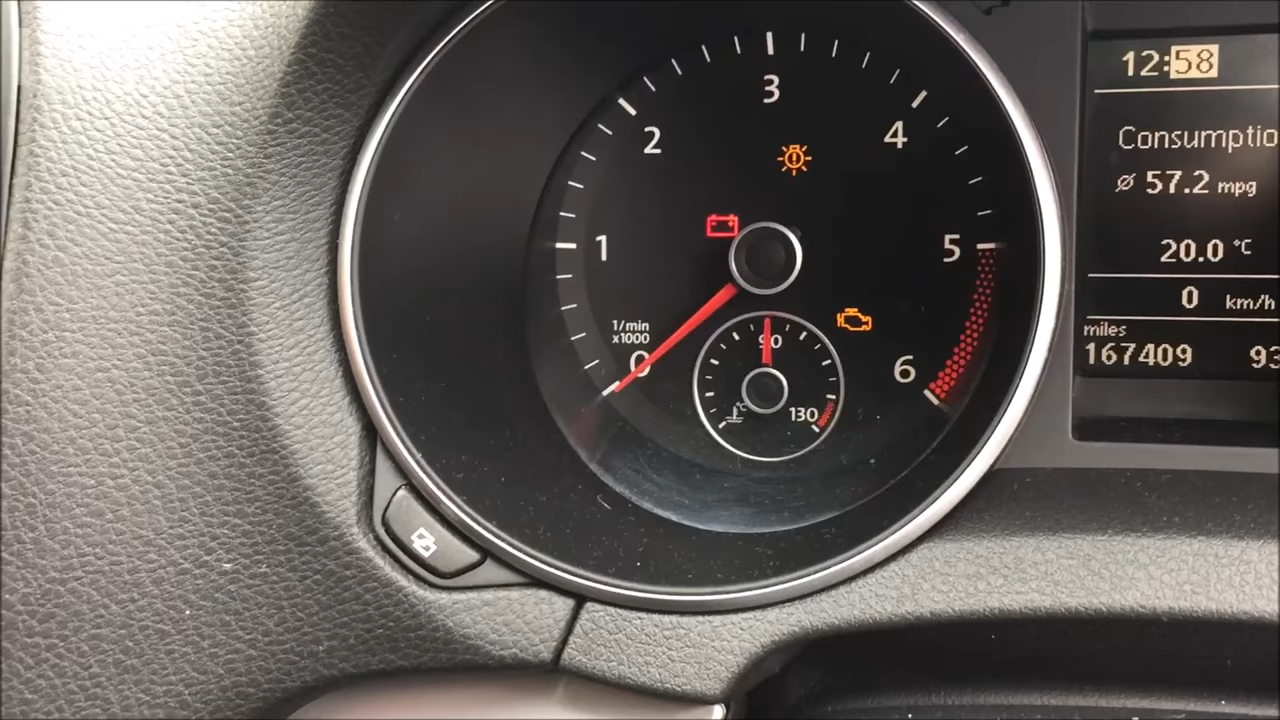 12:58
Consumptio
Ø 57.2 mpg
20.0 °C
0 km/h
miles
167409 93
3
2
4
1
5
1/min
x1000
0
6
90
°C
130